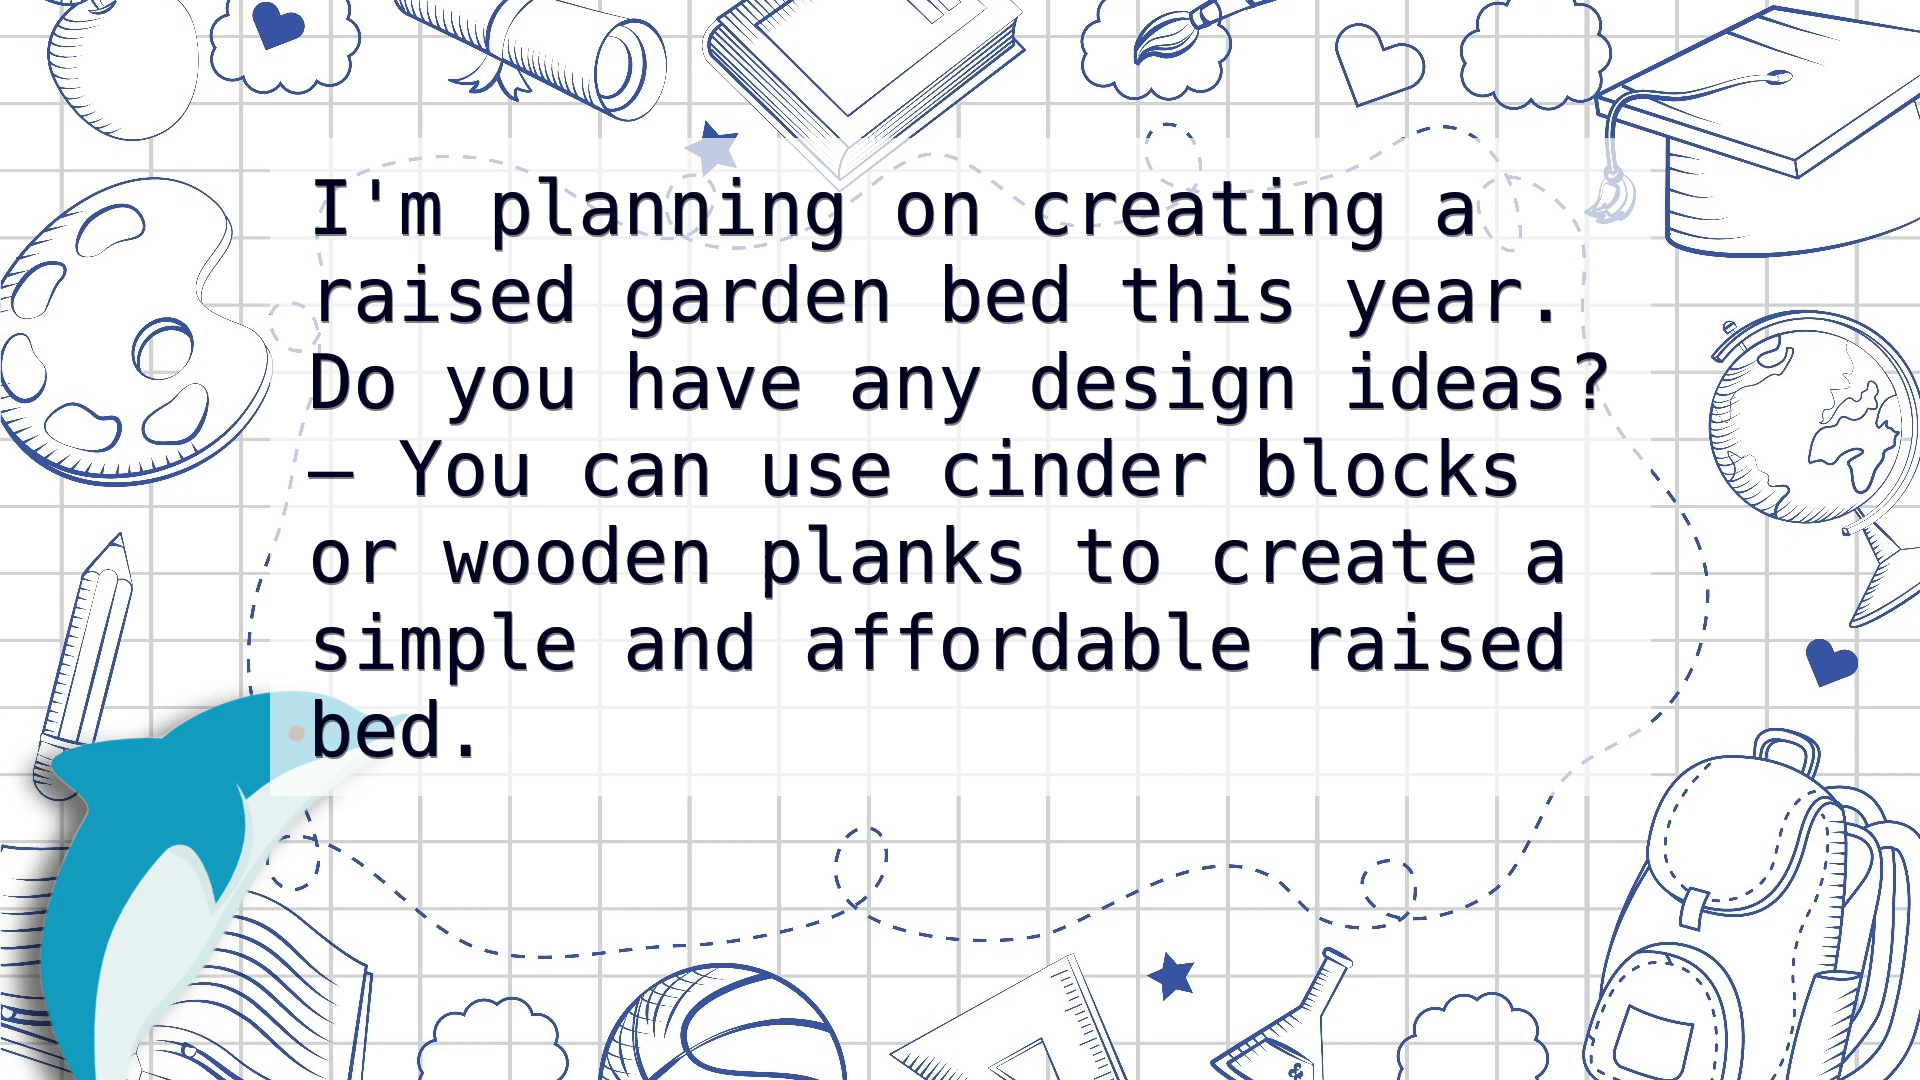 I'm planning on creating a
raised garden bed this year.
Do you have any design ideas?
– You can use cinder blocks
or wooden planks to create a
simple and affordable raised
bed.